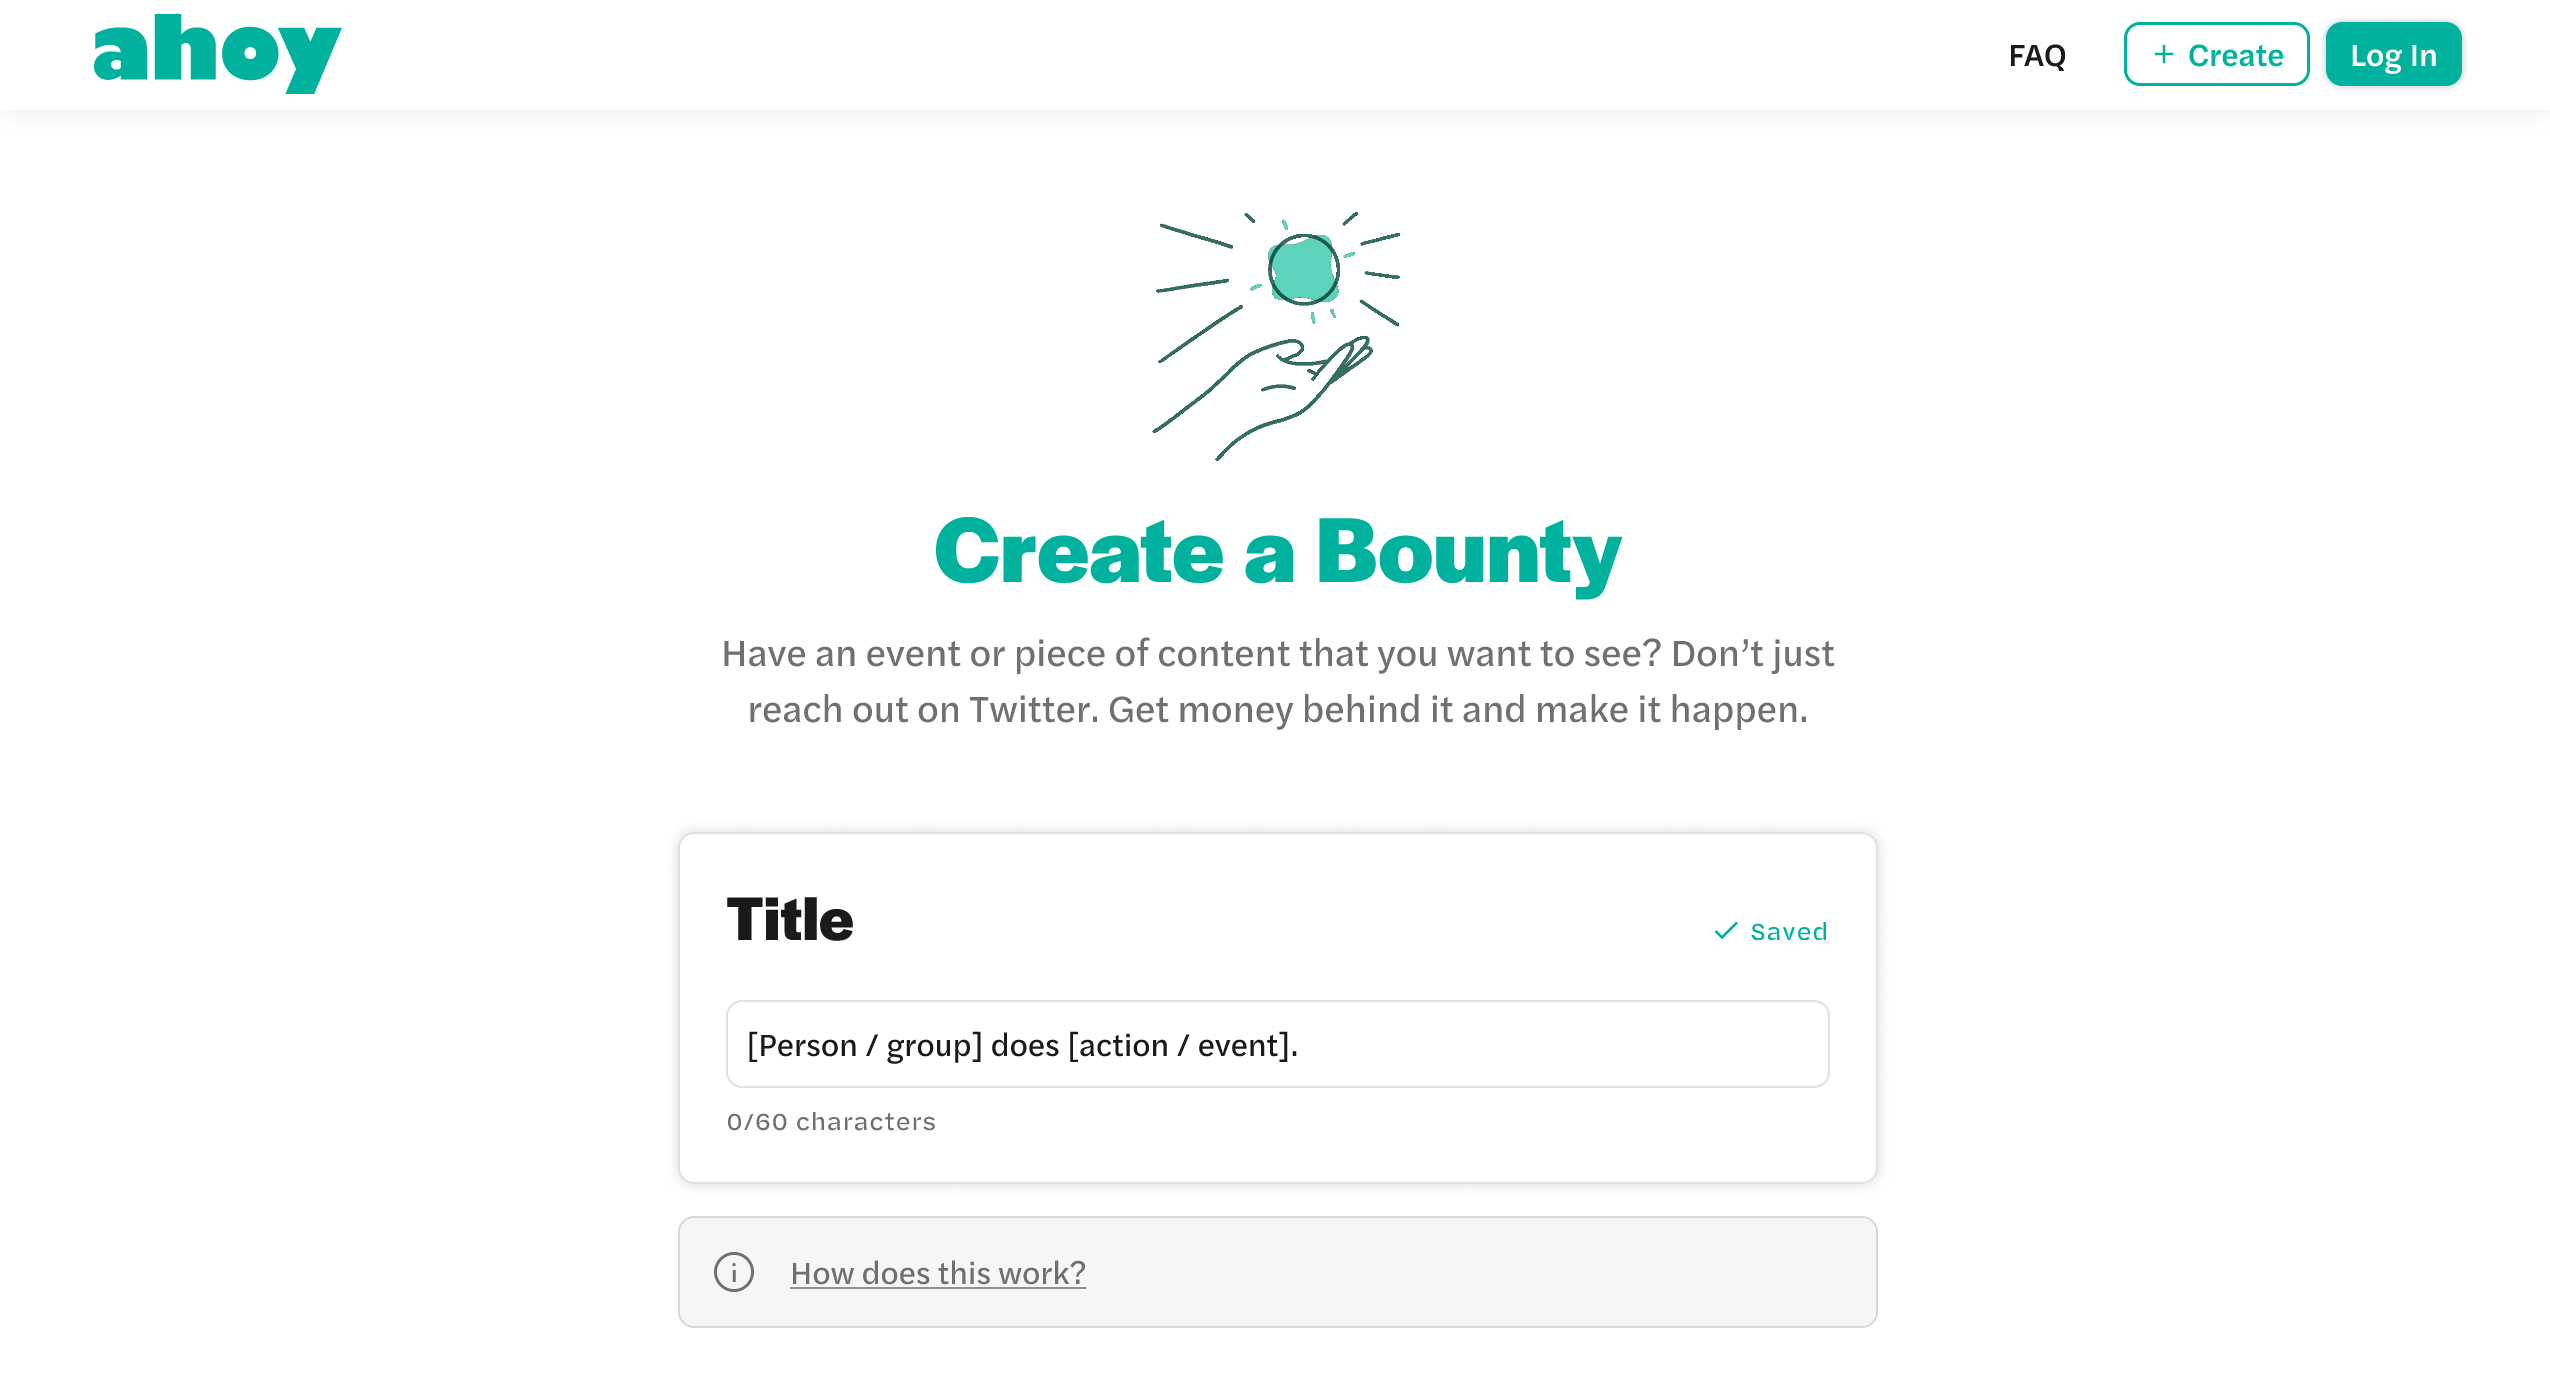 ahoy
FAQ
+ Create
Log In
Create a Bounty
Have an event or piece of content that you want to see? Don’t just
reach out on Twitter. Get money behind it and make it happen.
Title
Saved
[Person / group] does [action / event].
0/60 characters
How does this work?